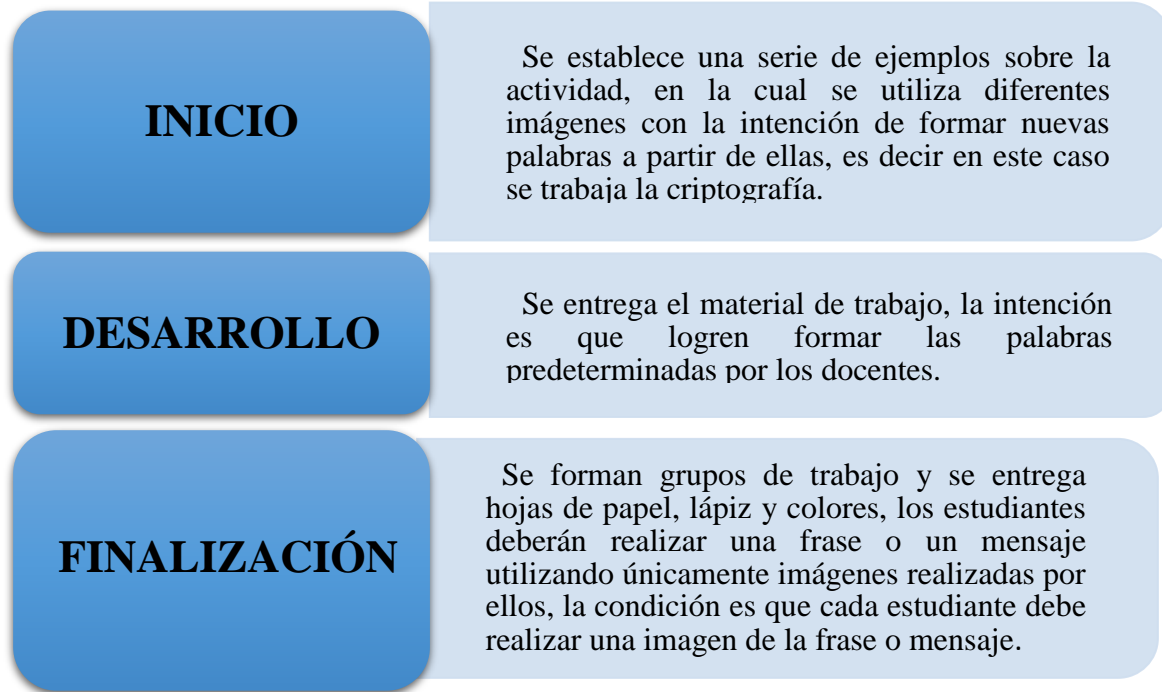 INICIO
Se establece una serie de ejemplos sobre la
actividad, en la cual se utiliza diferentes
imágenes con la intención de formar nuevas
palabras a partir de ellas, es decir en este caso
se trabaja la criptografía.
DESARROLLO
Se entrega el material de trabajo, la intención
es que logren formar las palabras
predeterminadas por los docentes.
FINALIZACIÓN
Se forman grupos de trabajo y se entrega
hojas de papel, lápiz y colores, los estudiantes
deberán realizar una frase o un mensaje
utilizando únicamente imágenes realizadas por
ellos, la condición es que cada estudiante debe
realizar una imagen de la frase o mensaje.